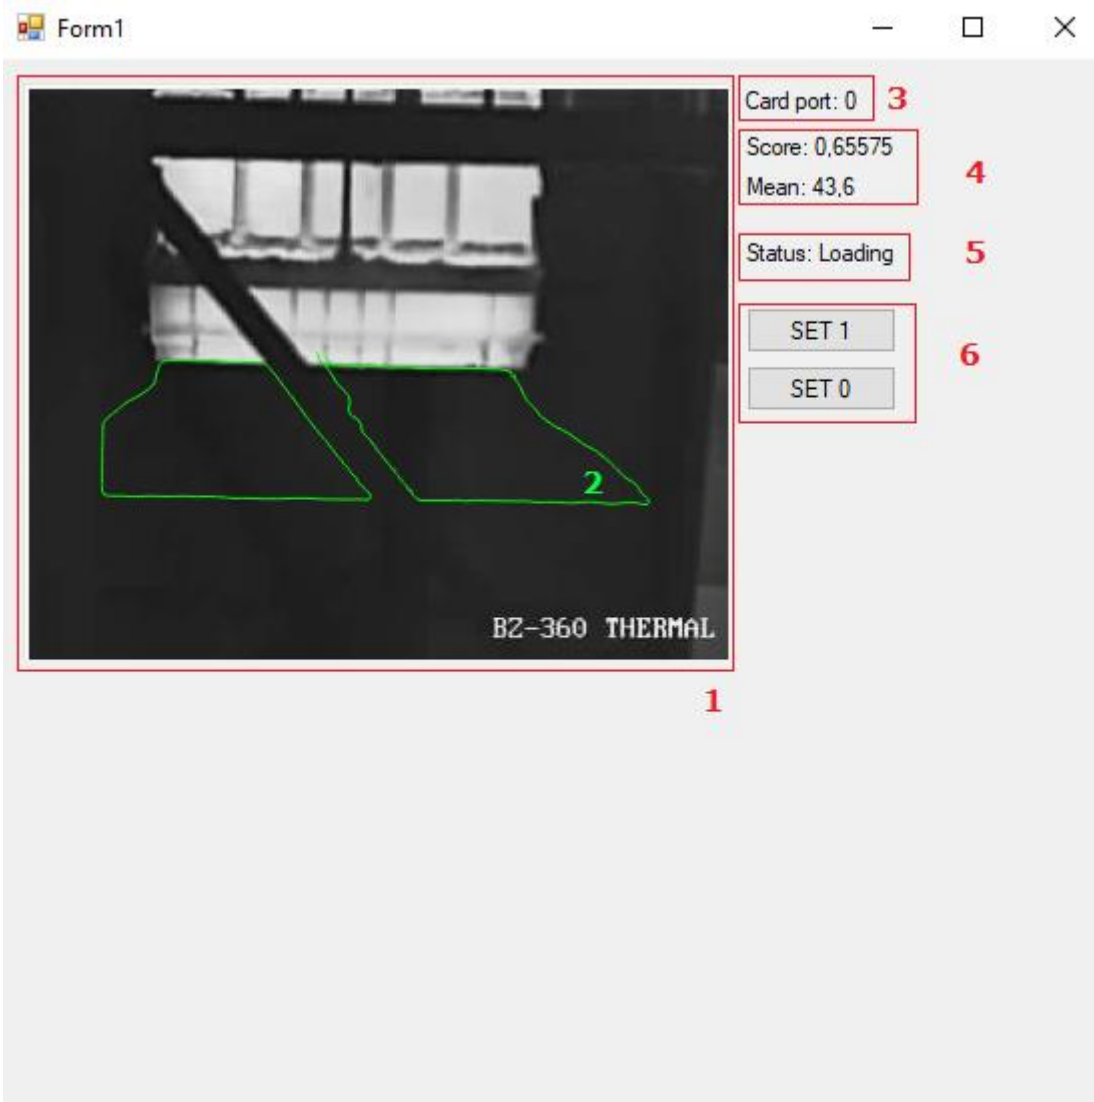 Form1
Card port: 0
3
Score: 0,65575
Mean: 43,6
4
Status: Loading
5
SET 1
SET 0
6
2
BZ-360 THERMAL
1